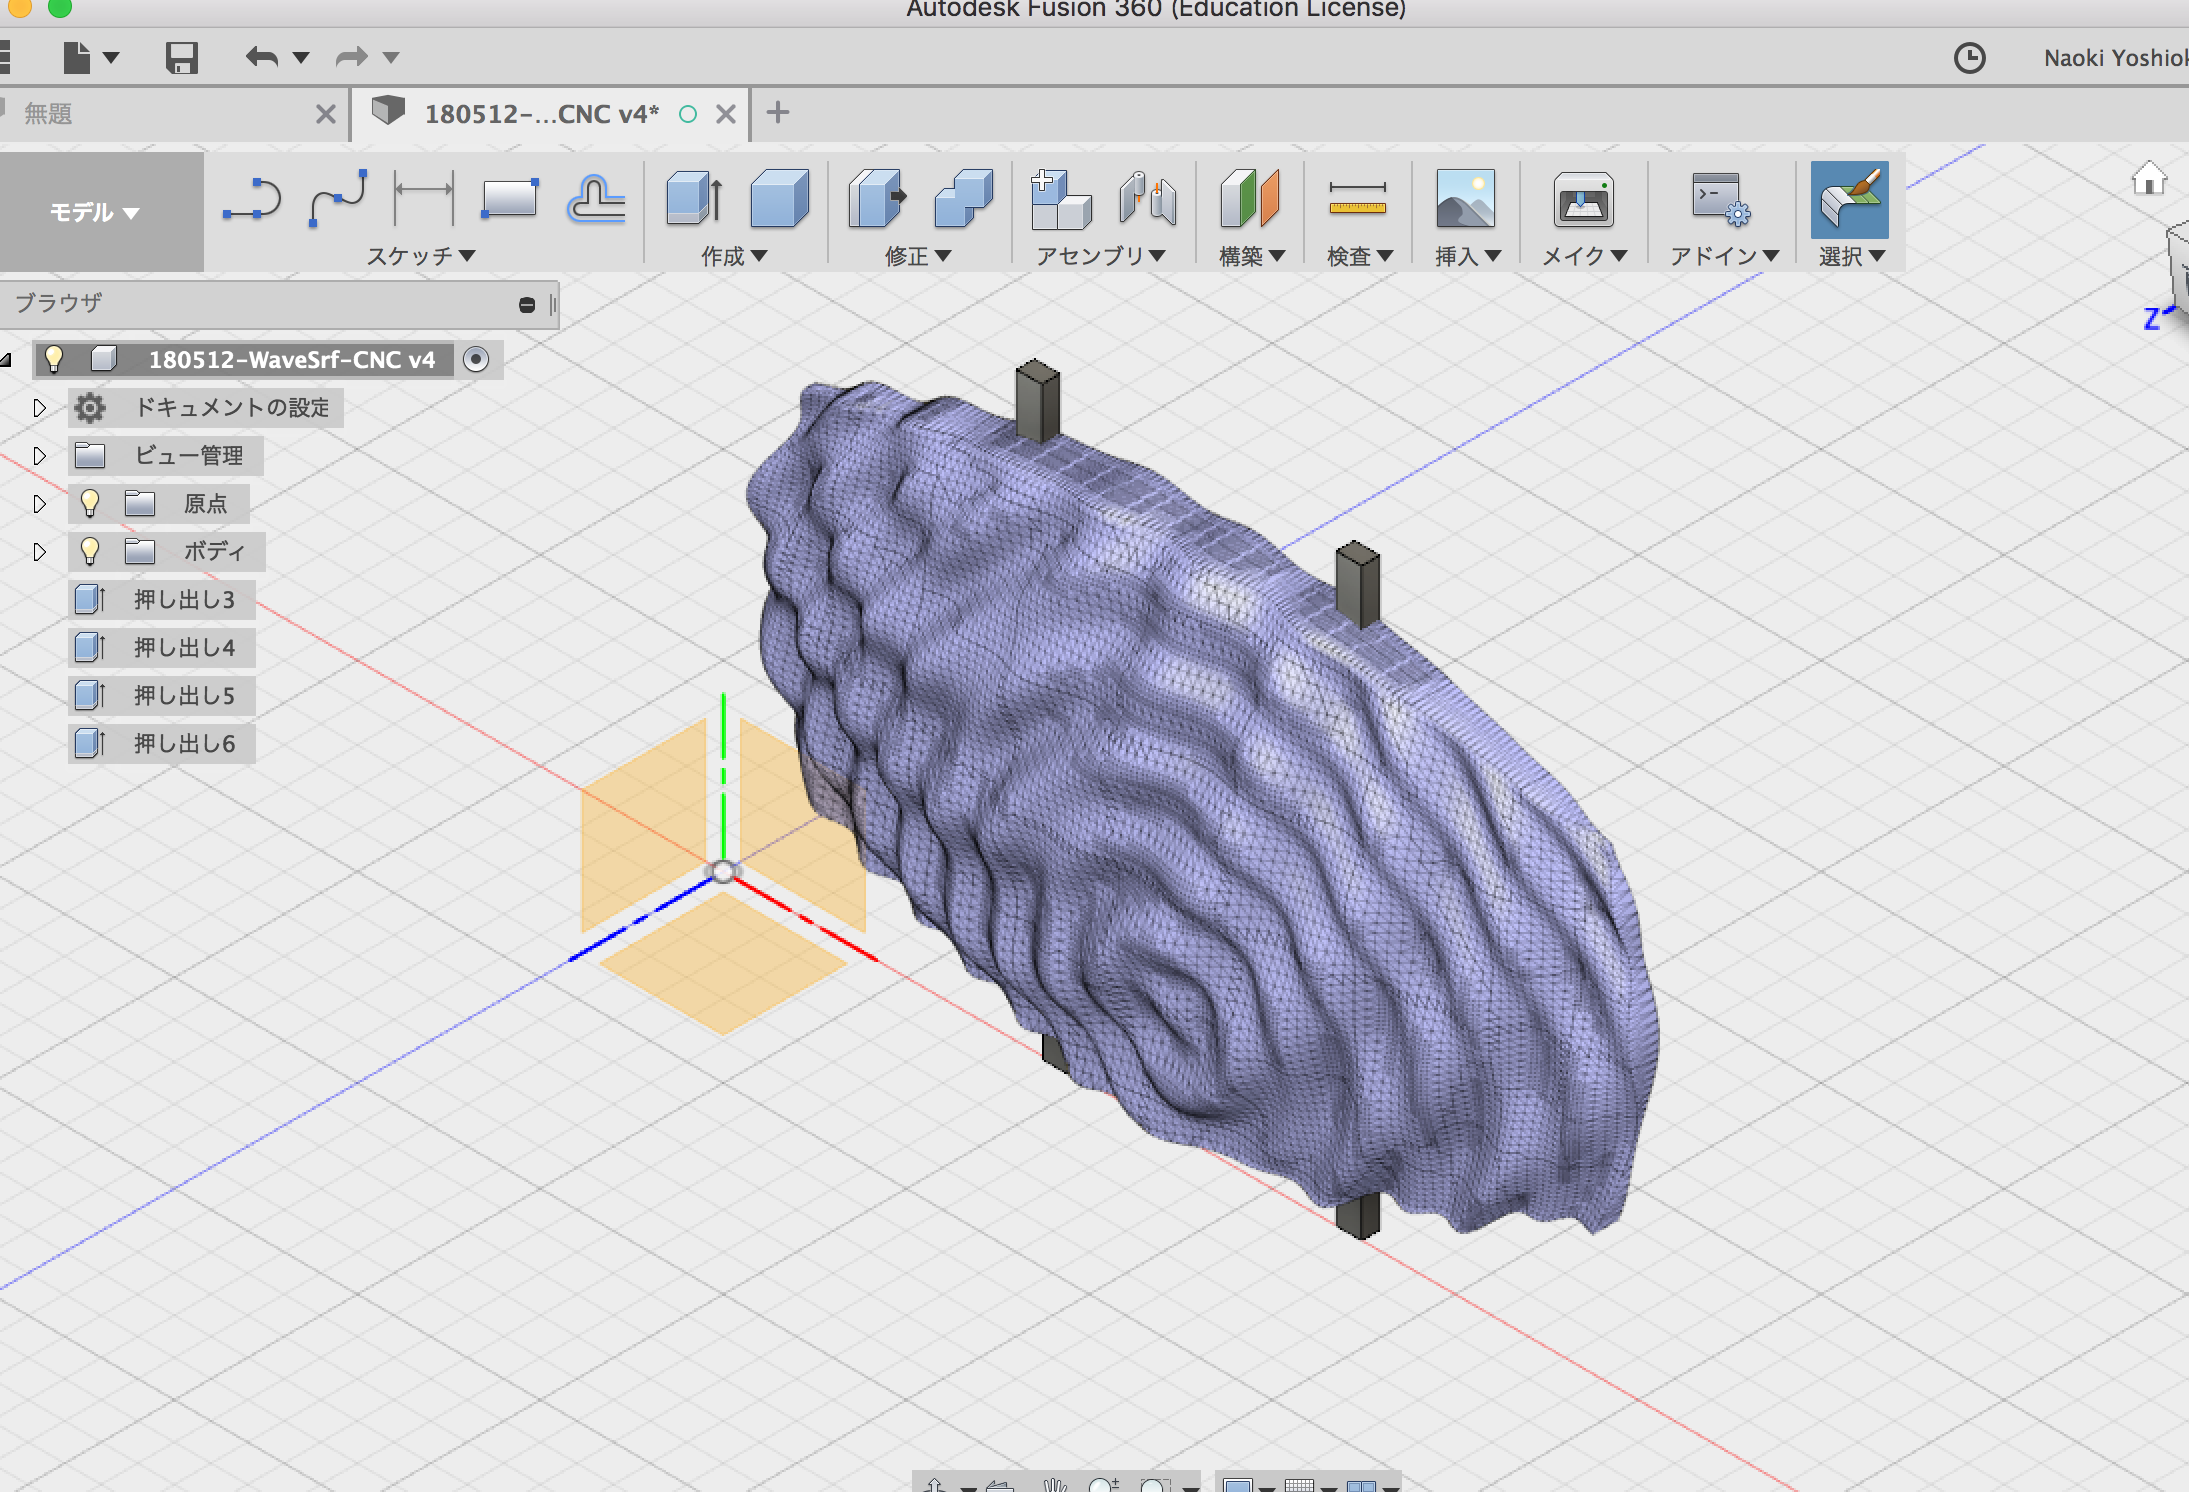 Autodesk Fusion 360 (Education License)
Naoki Yoshiok
無題
180512-...CNC v4*
モデル
スケッチ
作成
修正
アセンブリ
構築
検査
挿入
メイク
アドイン
選択
Z
ブラウザ
180512-WaveSrf-CNC v4
ドキュメントの設定
ビュー管理
原点
ボディ
押し出し3
押し出し4
押し出し5
押し出し6